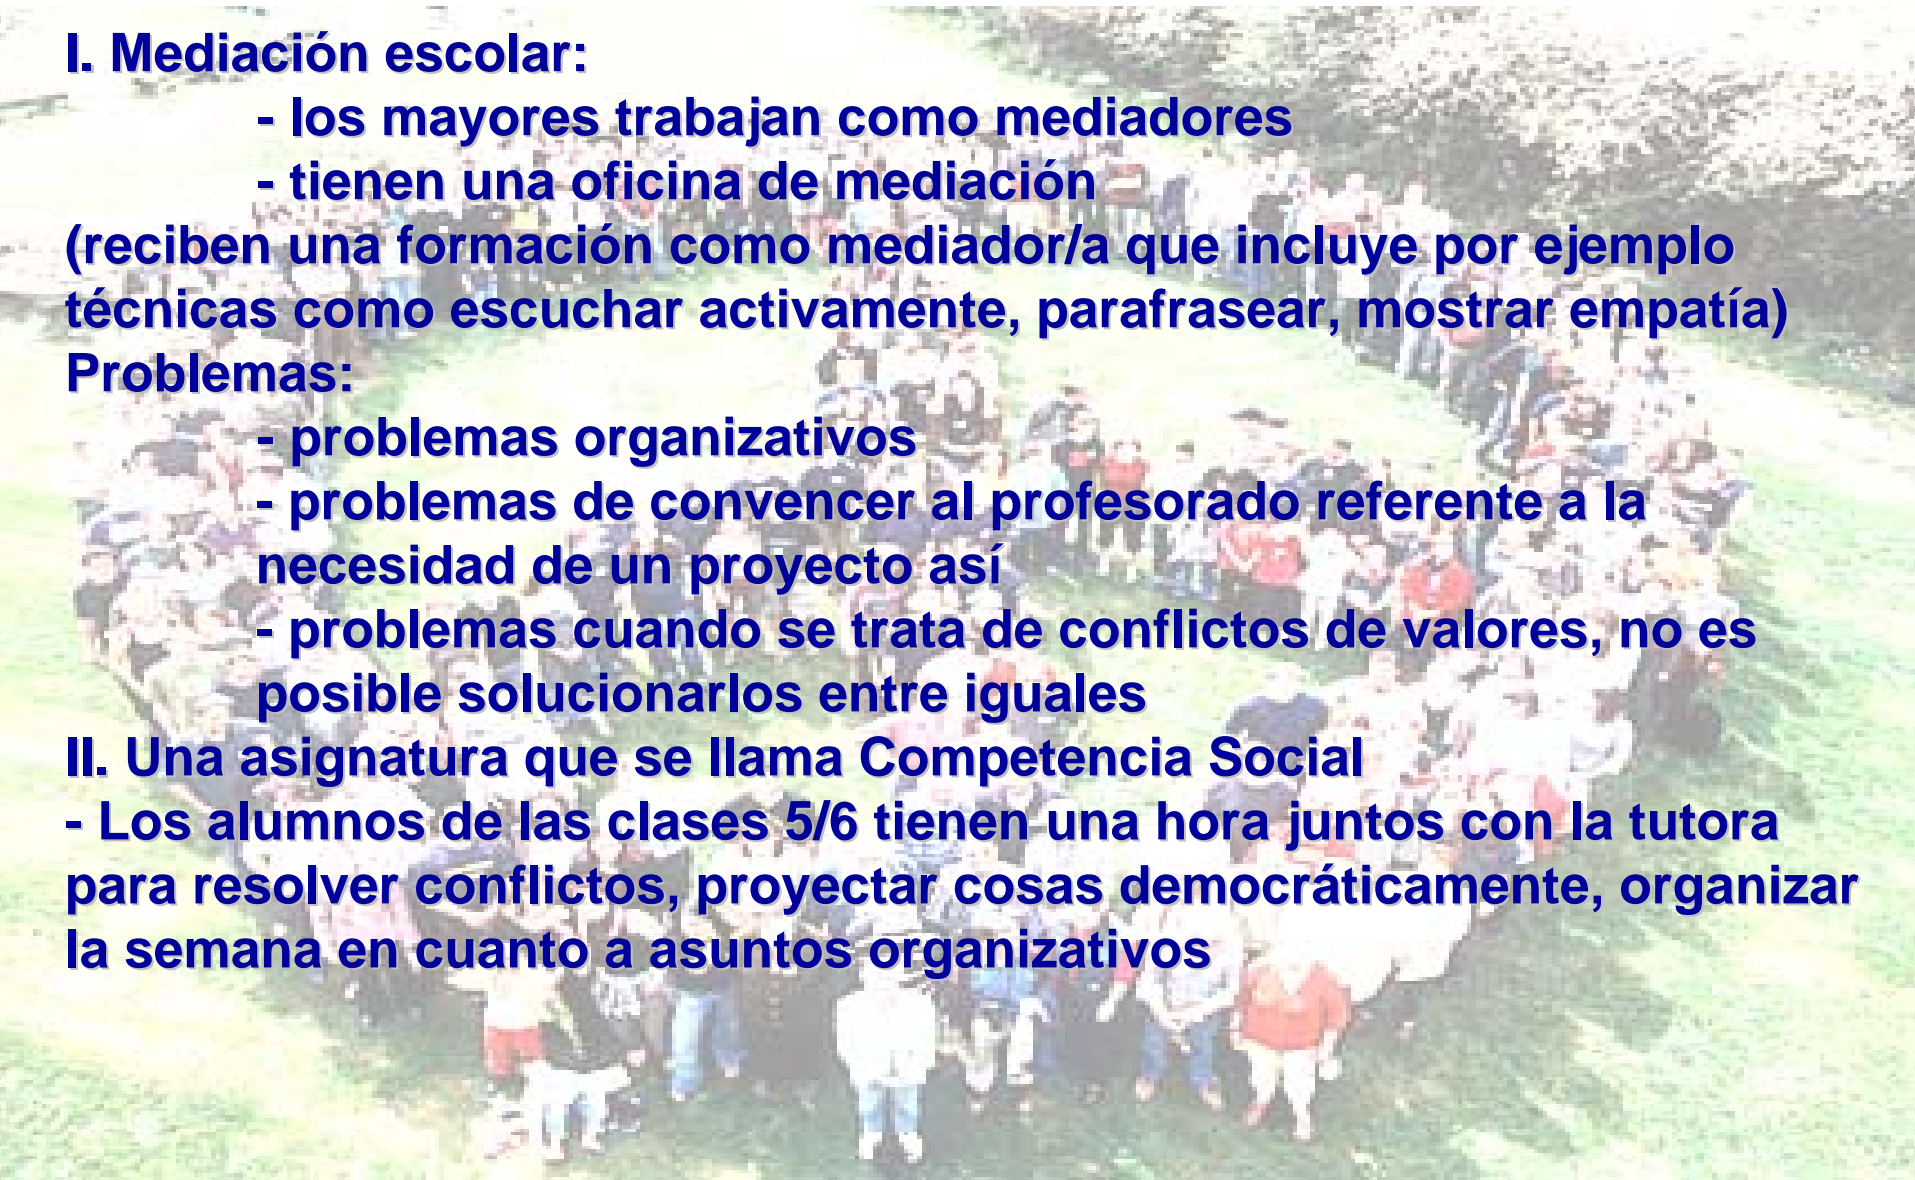 I. Mediación escolar:
- los mayores trabajan como mediadores
- tienen una oficina de mediación
(reciben una formación como mediador/a que incluye por ejemplo
técnicas como escuchar activamente, parafrasear, mostrar empatía)
Problemas:
- problemas organizativos
- problemas de convencer al profesorado referente a la
necesidad de un proyecto así
- problemas cuando se trata de conflictos de valores, no es
posible solucionarlos entre iguales
II. Una asignatura que se llama Competencia Social
- Los alumnos de las clases 5/6 tienen una hora juntos con la tutora
para resolver conflictos, proyectar cosas democráticamente, organizar
la semana en cuanto a asuntos organizativos